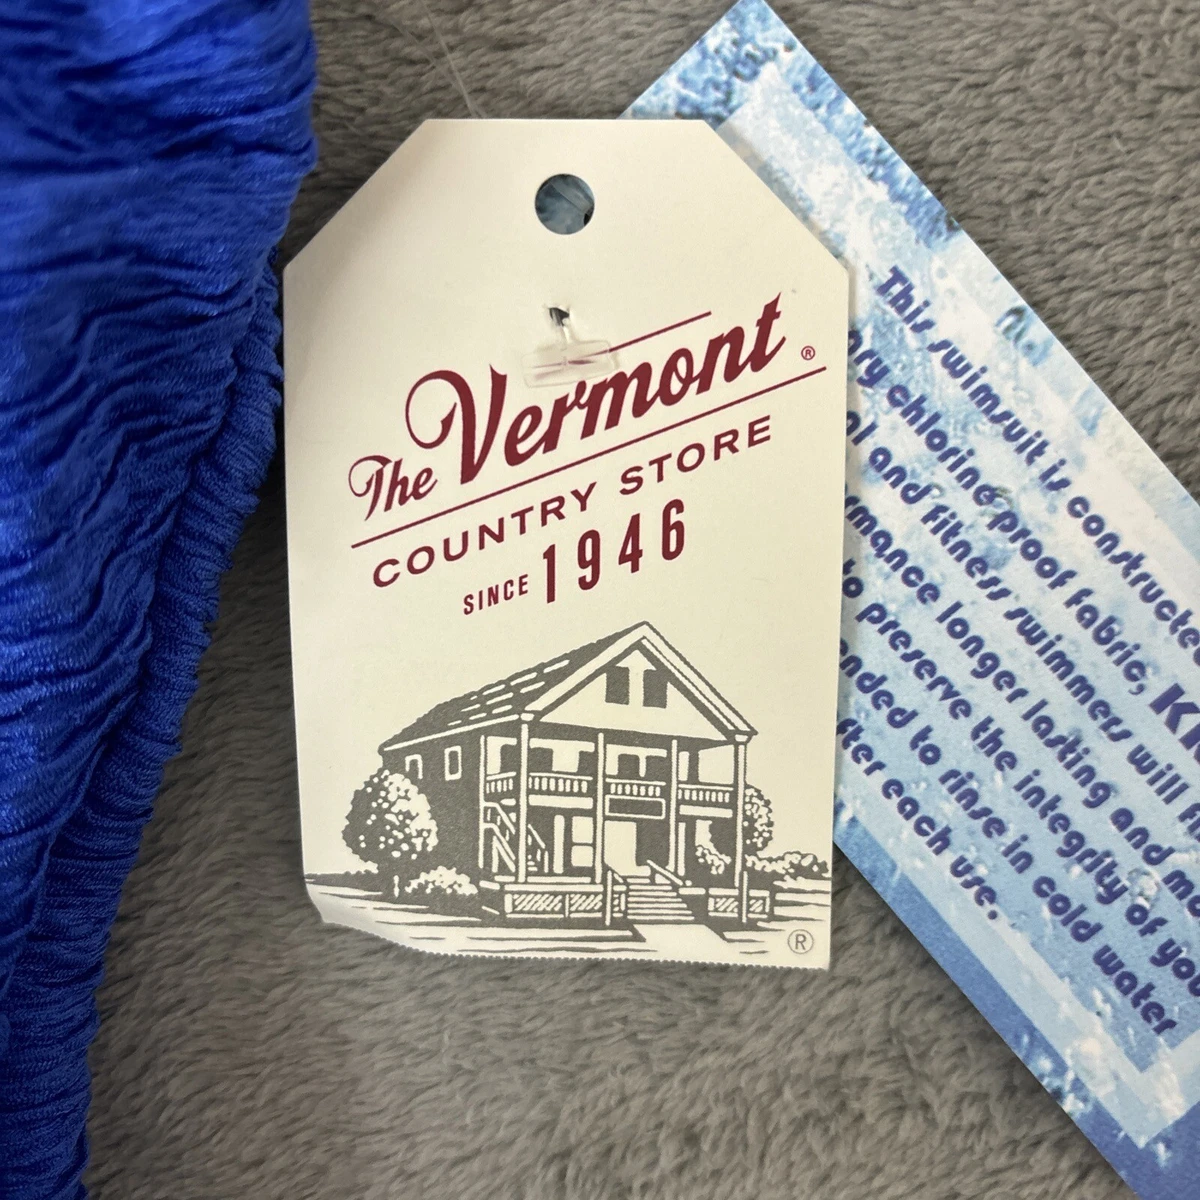 The Vermont ®
COUNTRY STORE
SINCE 1946
®
This swimsuit is constructed
chlorine-proof fabric,
and fitness swimmers will
longer lasting and
to preserve the integrity of
to rinse in cold water
each use.